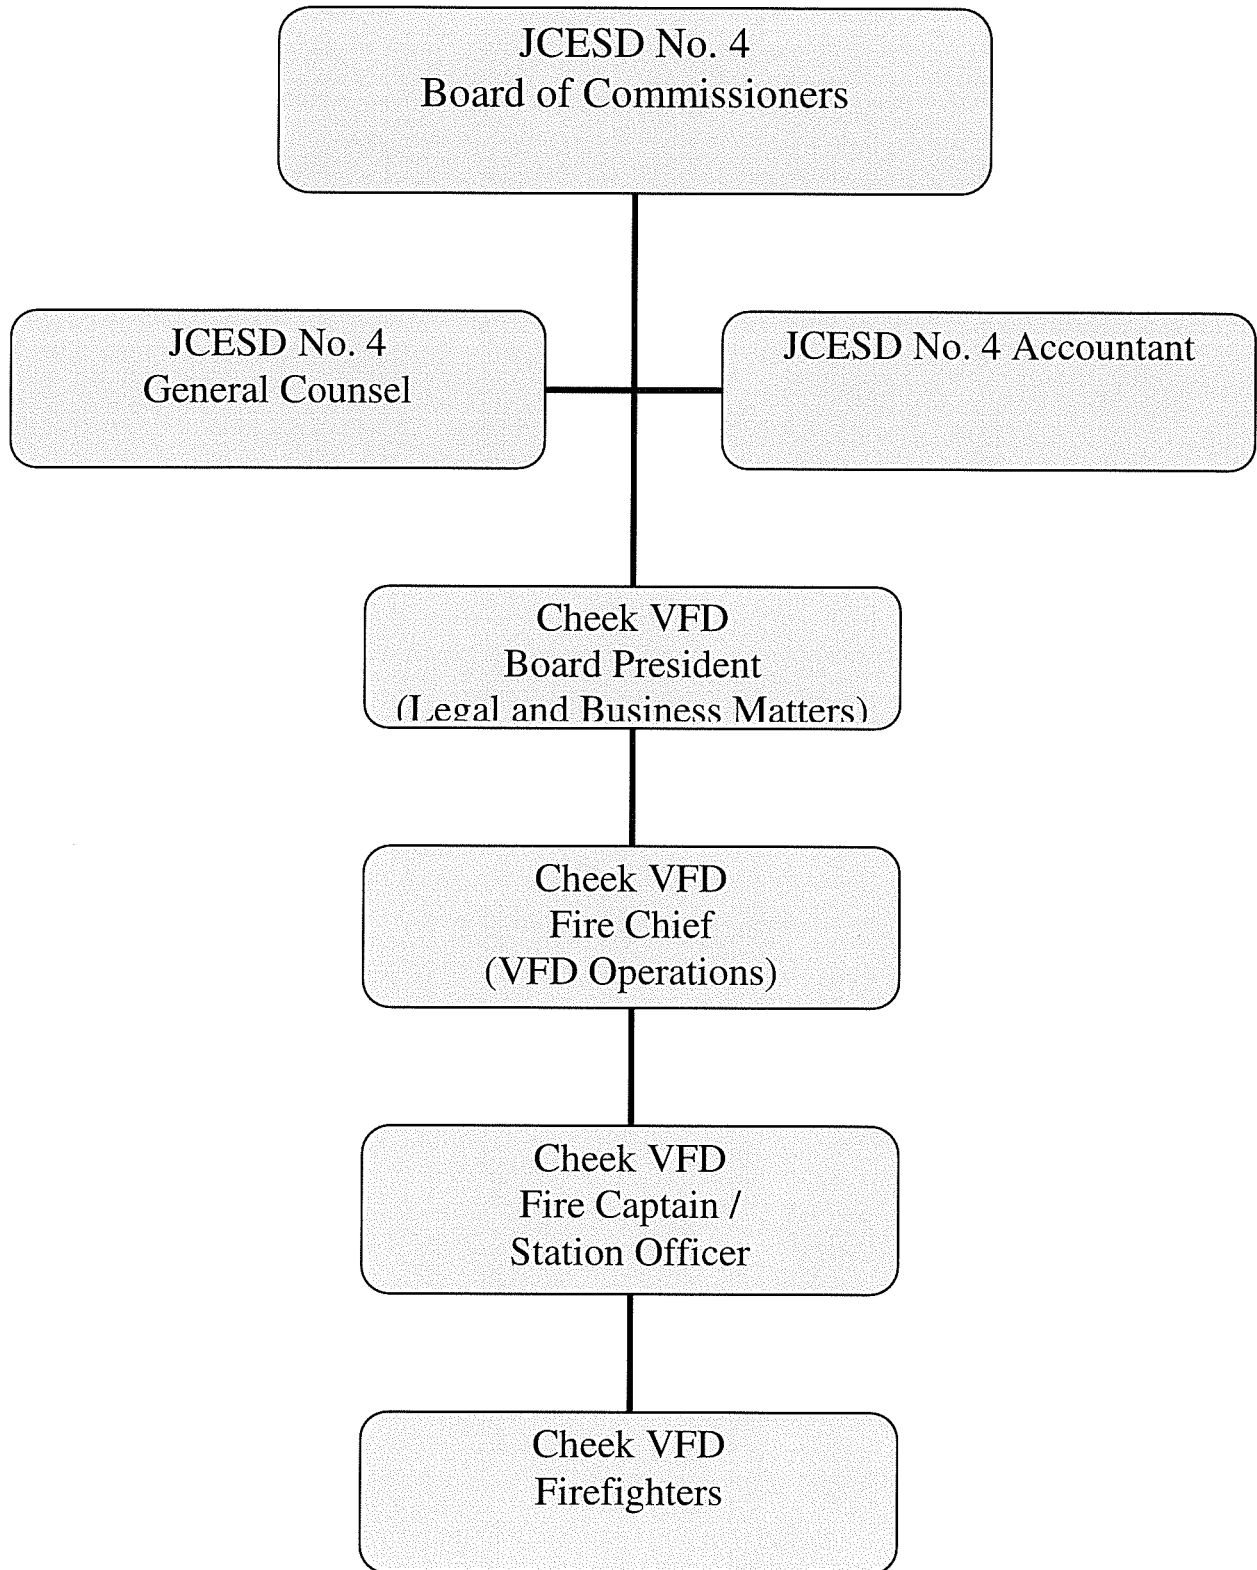 JCESD No. 4
Board of Commissioners
JCESD No. 4
General Counsel
JCESD No. 4 Accountant
Cheek VFD
Board President
(Legal and Business Matters)
Cheek VFD
Fire Chief
(VFD Operations)
Cheek VFD
Fire Captain /
Station Officer
Cheek VFD
Firefighters